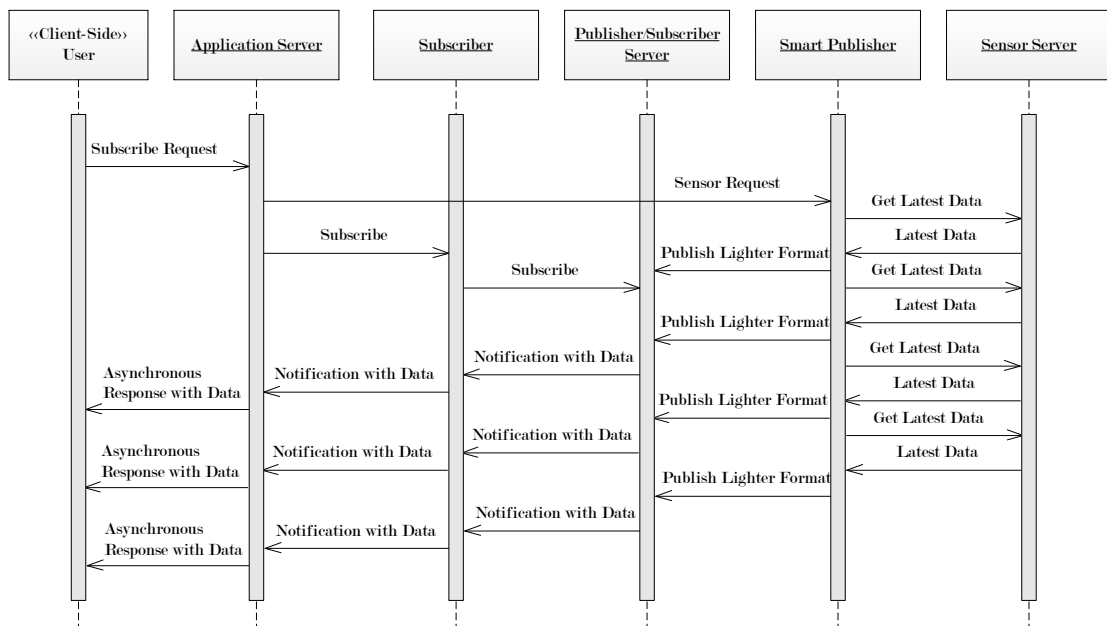 ‹‹Client-Side››
User
Application Server
Subscriber
Publisher/Subscriber
Server
Smart Publisher
Sensor Server
Subscribe Request
Sensor Request
Get Latest Data
Subscribe
Latest Data
Publish Lighter Format
Subscribe
Get Latest Data
Latest Data
Publish Lighter Format
Get Latest Data
Notification with Data
Notification with Data
Asynchronous
Response with Data
Latest Data
Publish Lighter Format
Get Latest Data
Notification with Data
Notification with Data
Asynchronous
Response with Data
Latest Data
Publish Lighter Format
Notification with Data
Notification with Data
Asynchronous
Response with Data